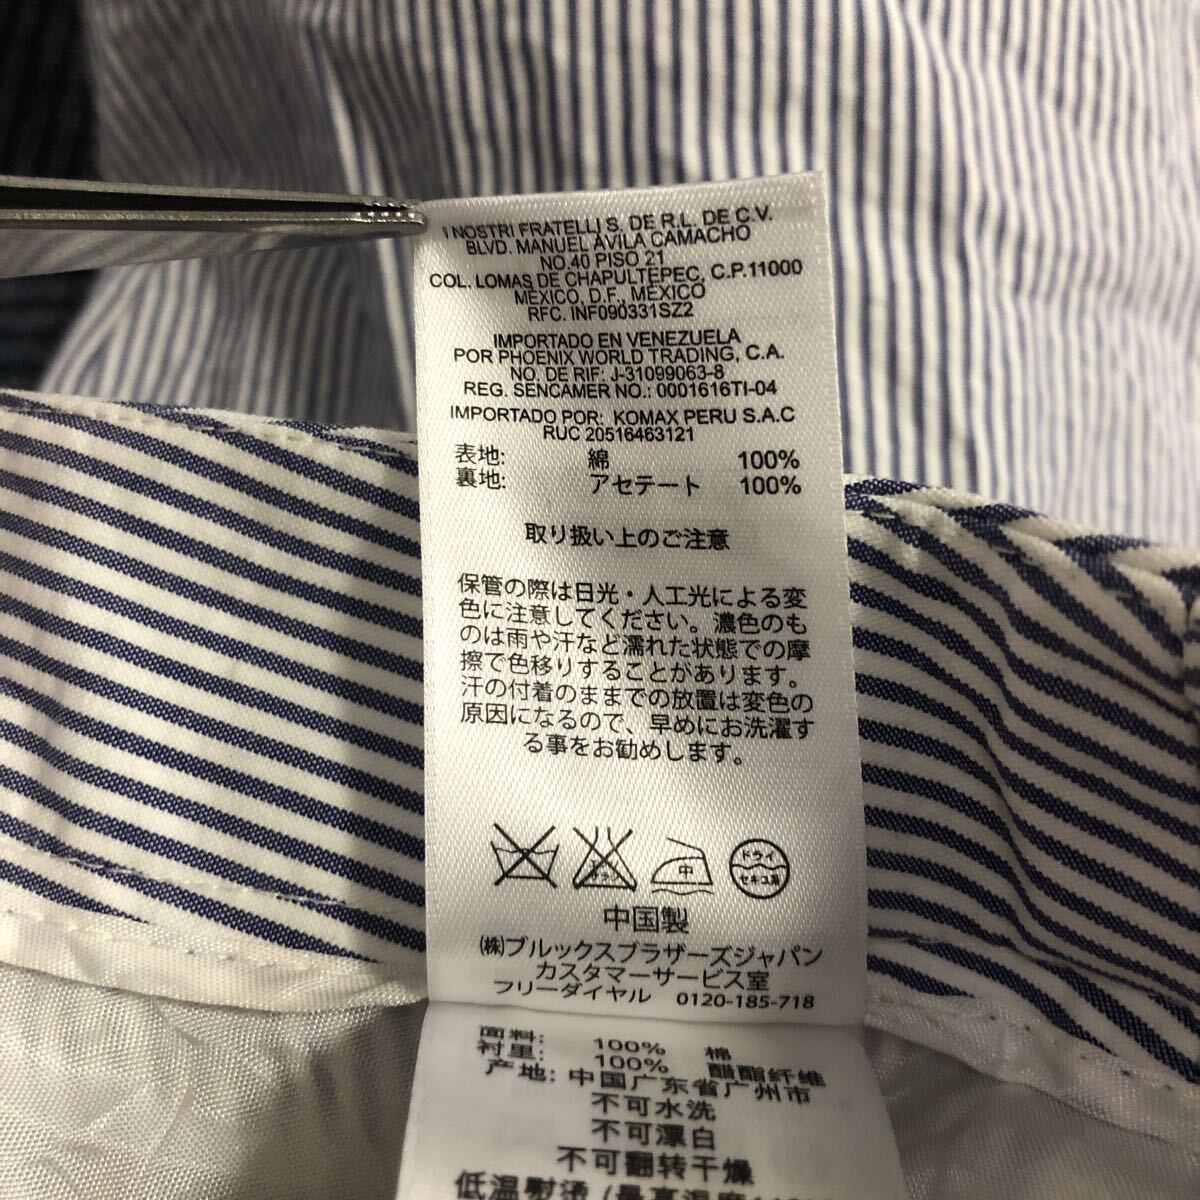 I NOSTRI FRATELLI S. DE R.L. DE C.V.
BLVD. MANUEL AVILA CAMACHO
NO.40 PISO 21
COL. LOMAS DE CHAPULTEPEC, C.P.11000
MEXICO, D.F., MEXICO
RFC. INF090331SZ2
IMPORTADO EN VENEZUELA
POR PHOENIX WORLD TRADING, C.A.
NO. DE RIF: J-31099063-8
REG. SENCAMER NO.: 0001616TI-04
IMPORTADO POR: KOMAX PERU S.A.C
RUC 20516463121
表地: 綿 100%
裏地: アセテート 100%
取り扱い上のご注意
保管の際は日光・人工光による変
色に注意してください。濃色のも
のは雨や汗など濡れた状態での摩
擦で色移りすることがあります。
汗の付着のままでの放置は変色の
原因になるので、早めにお洗濯す
る事をお勧めします。
中
ドライ
セキユ系
中国製
㈱ブルックスブラザーズジャパン
カスタマーサービス室
フリーダイヤル 0120-185-718
面料: 100% 棉
衬里: 100% 醋酯纤维
产地: 中国广东省广州市
不可水洗
不可漂白
不可翻转干燥
低温熨烫 (最高温度